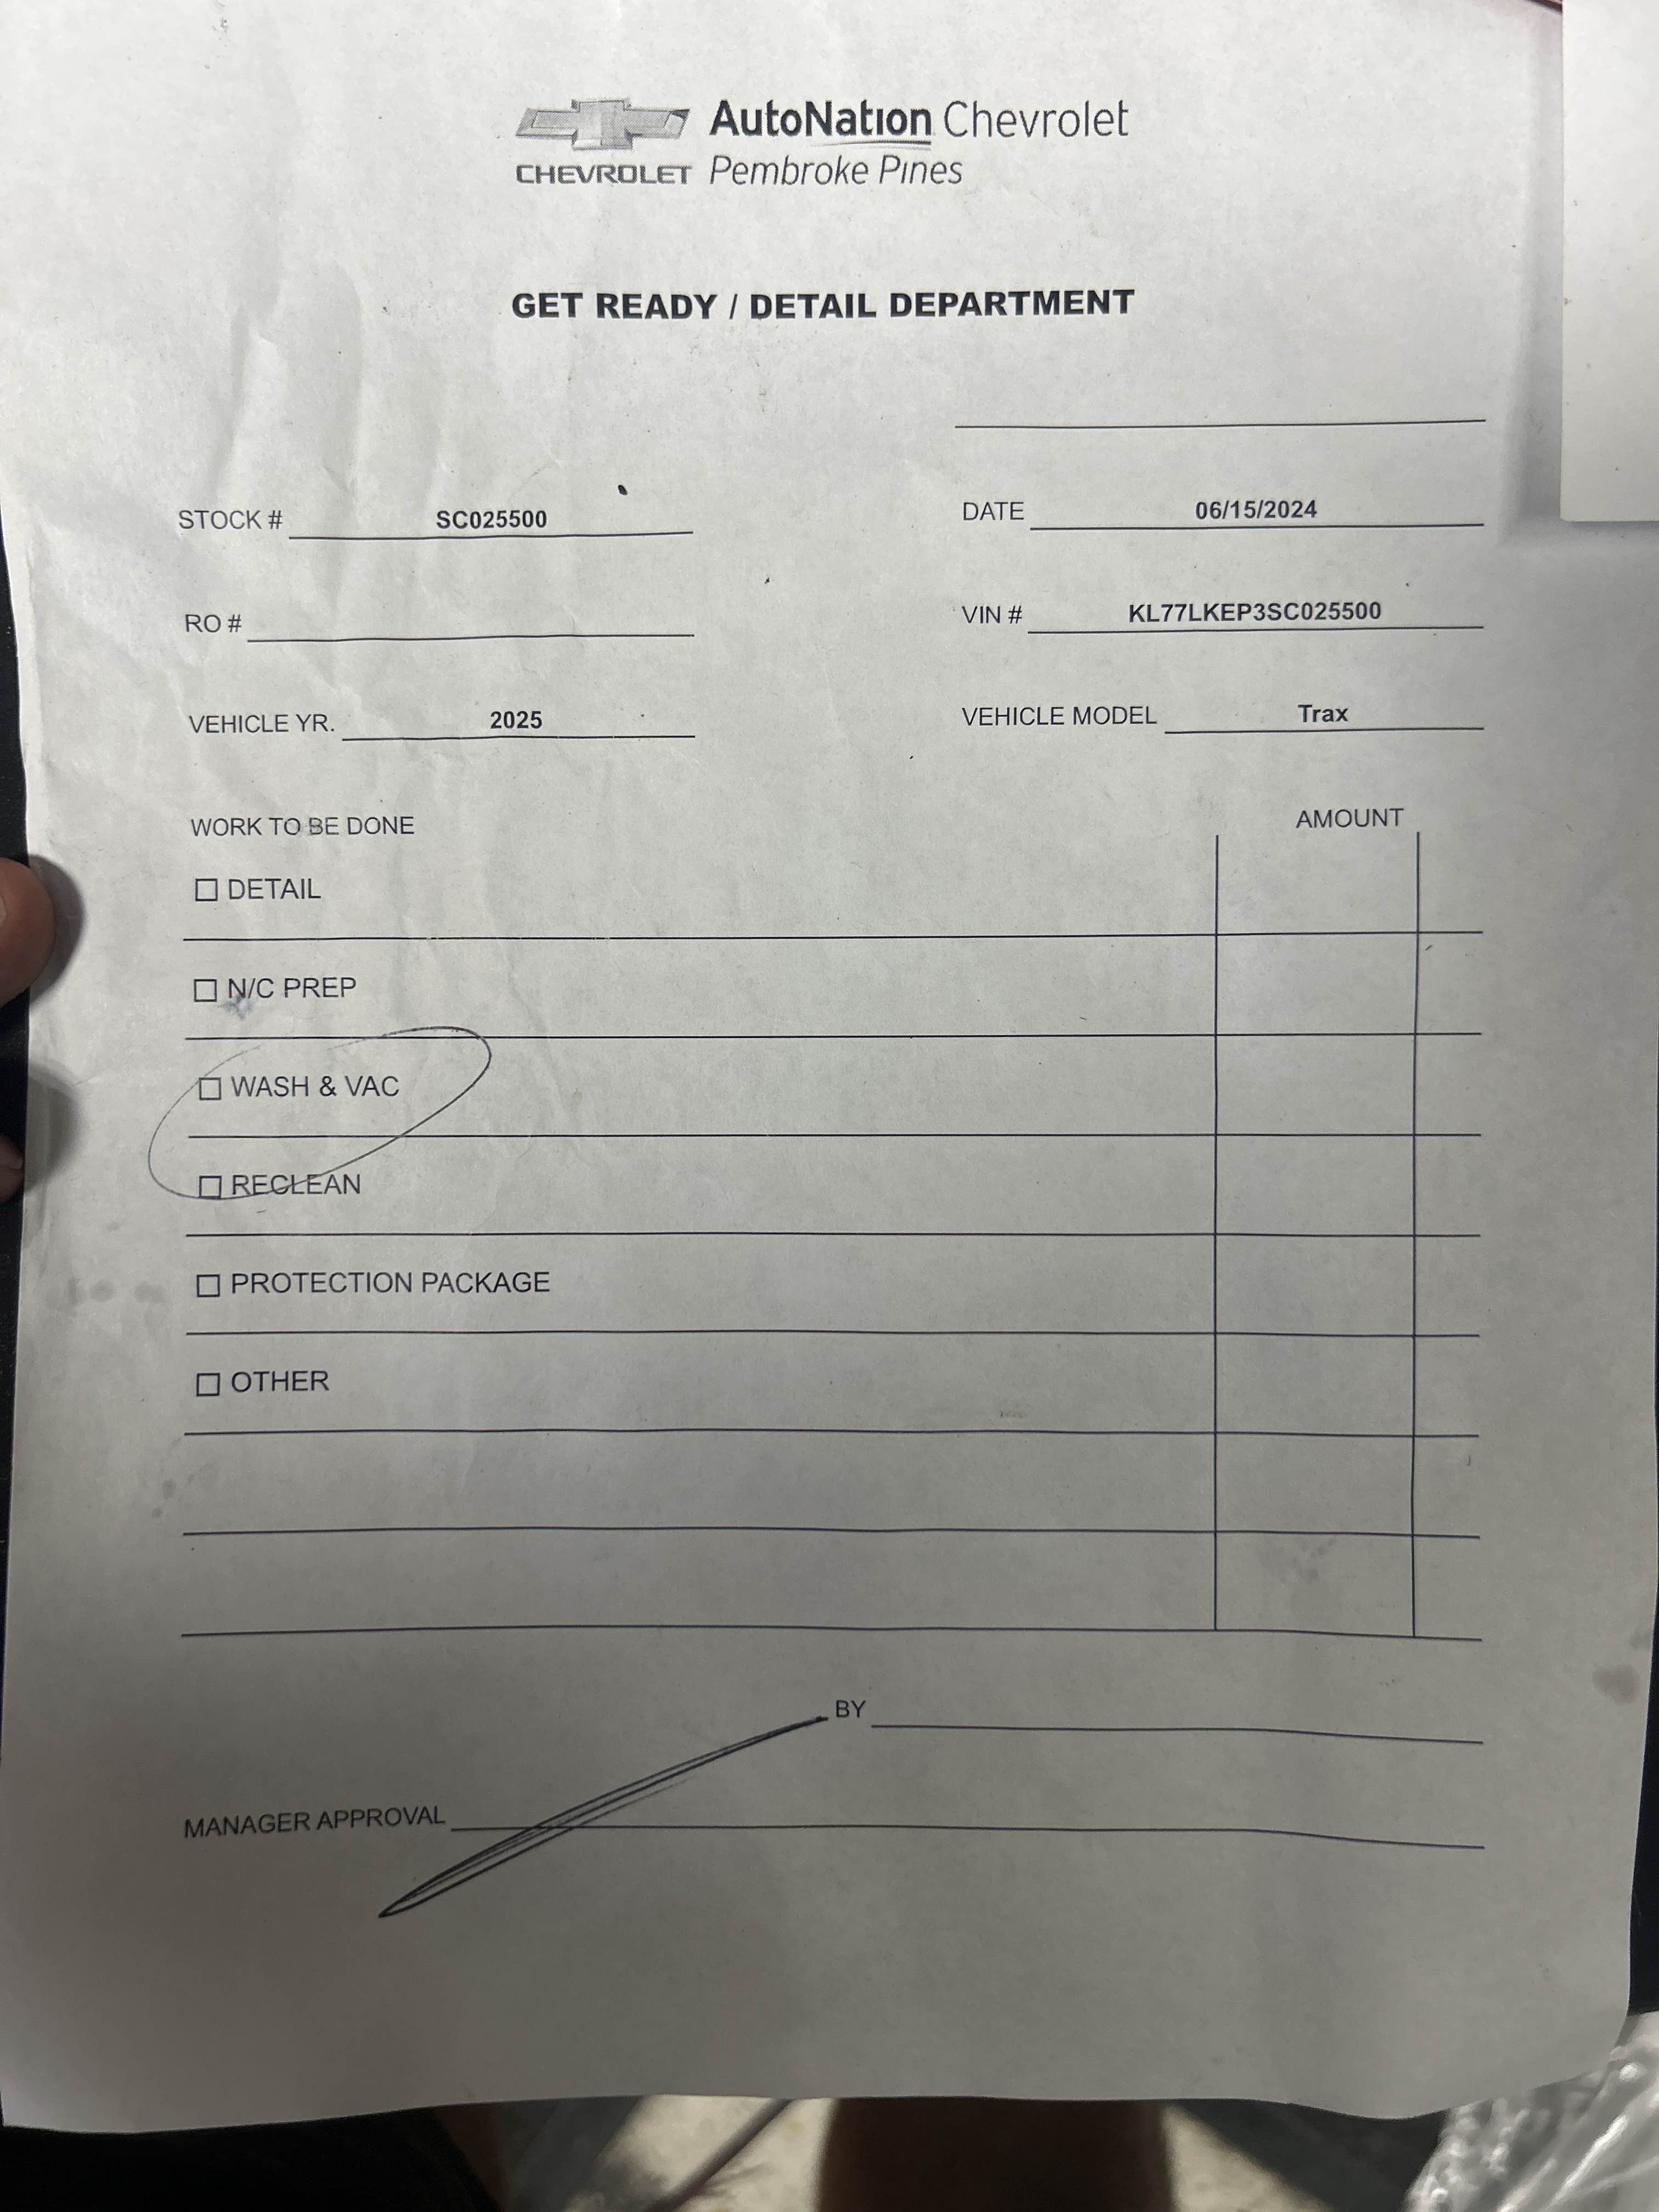 AutoNation Chevrolet
CHEVROLET Pembroke Pines
GET READY / DETAIL DEPARTMENT
STOCK # SC025500 DATE 06/15/2024
RO # VIN # KL77LKEP3SC025500
VEHICLE YR. 2025 VEHICLE MODEL Trax
WORK TO BE DONE AMOUNT
DETAIL
N/C PREP
WASH & VAC
RECLEAN
PROTECTION PACKAGE
OTHER
BY
MANAGER APPROVAL